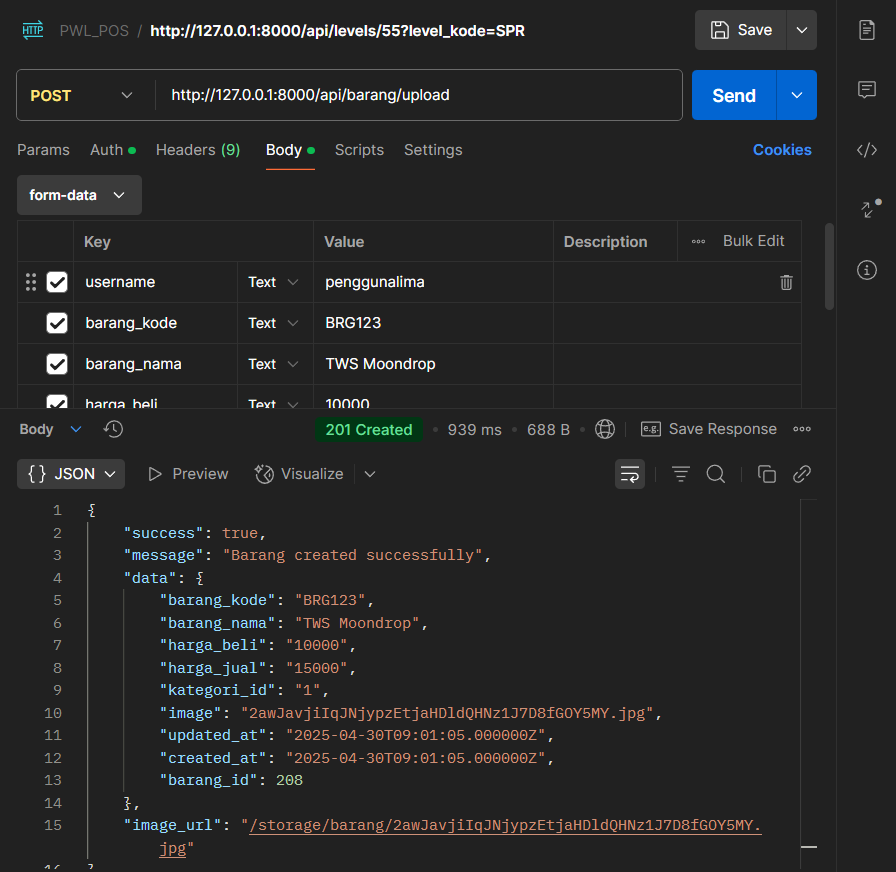 HTTP PWL_POS / http://127.0.0.1:8000/api/levels/55?level_kode=SPR Save
POST http://127.0.0.1:8000/api/barang/upload Send
Params Auth Headers (9) Body Scripts Settings Cookies
form-data
Key Value Description Bulk Edit
username Text penggunalima
barang_kode Text BRG123
barang_nama Text TWS Moondrop
harga_beli Text 10000
Body 201 Created 939 ms 688 B e.g. Save Response
{} JSON Preview Visualize
1 {
2 "success": true,
3 "message": "Barang created successfully",
4 "data": {
5 "barang_kode": "BRG123",
6 "barang_nama": "TWS Moondrop",
7 "harga_beli": "10000",
8 "harga_jual": "15000",
9 "kategori_id": "1",
10 "image": "2awJavjiIqJNjypzEtjaHDldQHNz1J7D8fGOY5MY.jpg",
11 "updated_at": "2025-04-30T09:01:05.000000Z",
12 "created_at": "2025-04-30T09:01:05.000000Z",
13 "barang_id": 208
14 },
15 "image_url": "/storage/barang/2awJavjiIqJNjypzEtjaHDldQHNz1J7D8fGOY5MY.
jpg"
16 }